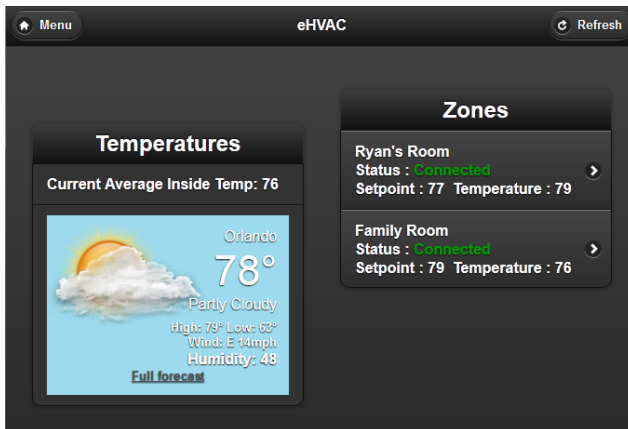 Menu
eHVAC
Refresh
Temperatures
Current Average Inside Temp: 76
Orlando
78°
Partly Cloudy
High: 79° Low: 63°
Wind: E 14mph
Humidity: 48
Full forecast
Zones
Ryan's Room
Status : Connected
Setpoint : 77 Temperature : 79
Family Room
Status : Connected
Setpoint : 79 Temperature : 76